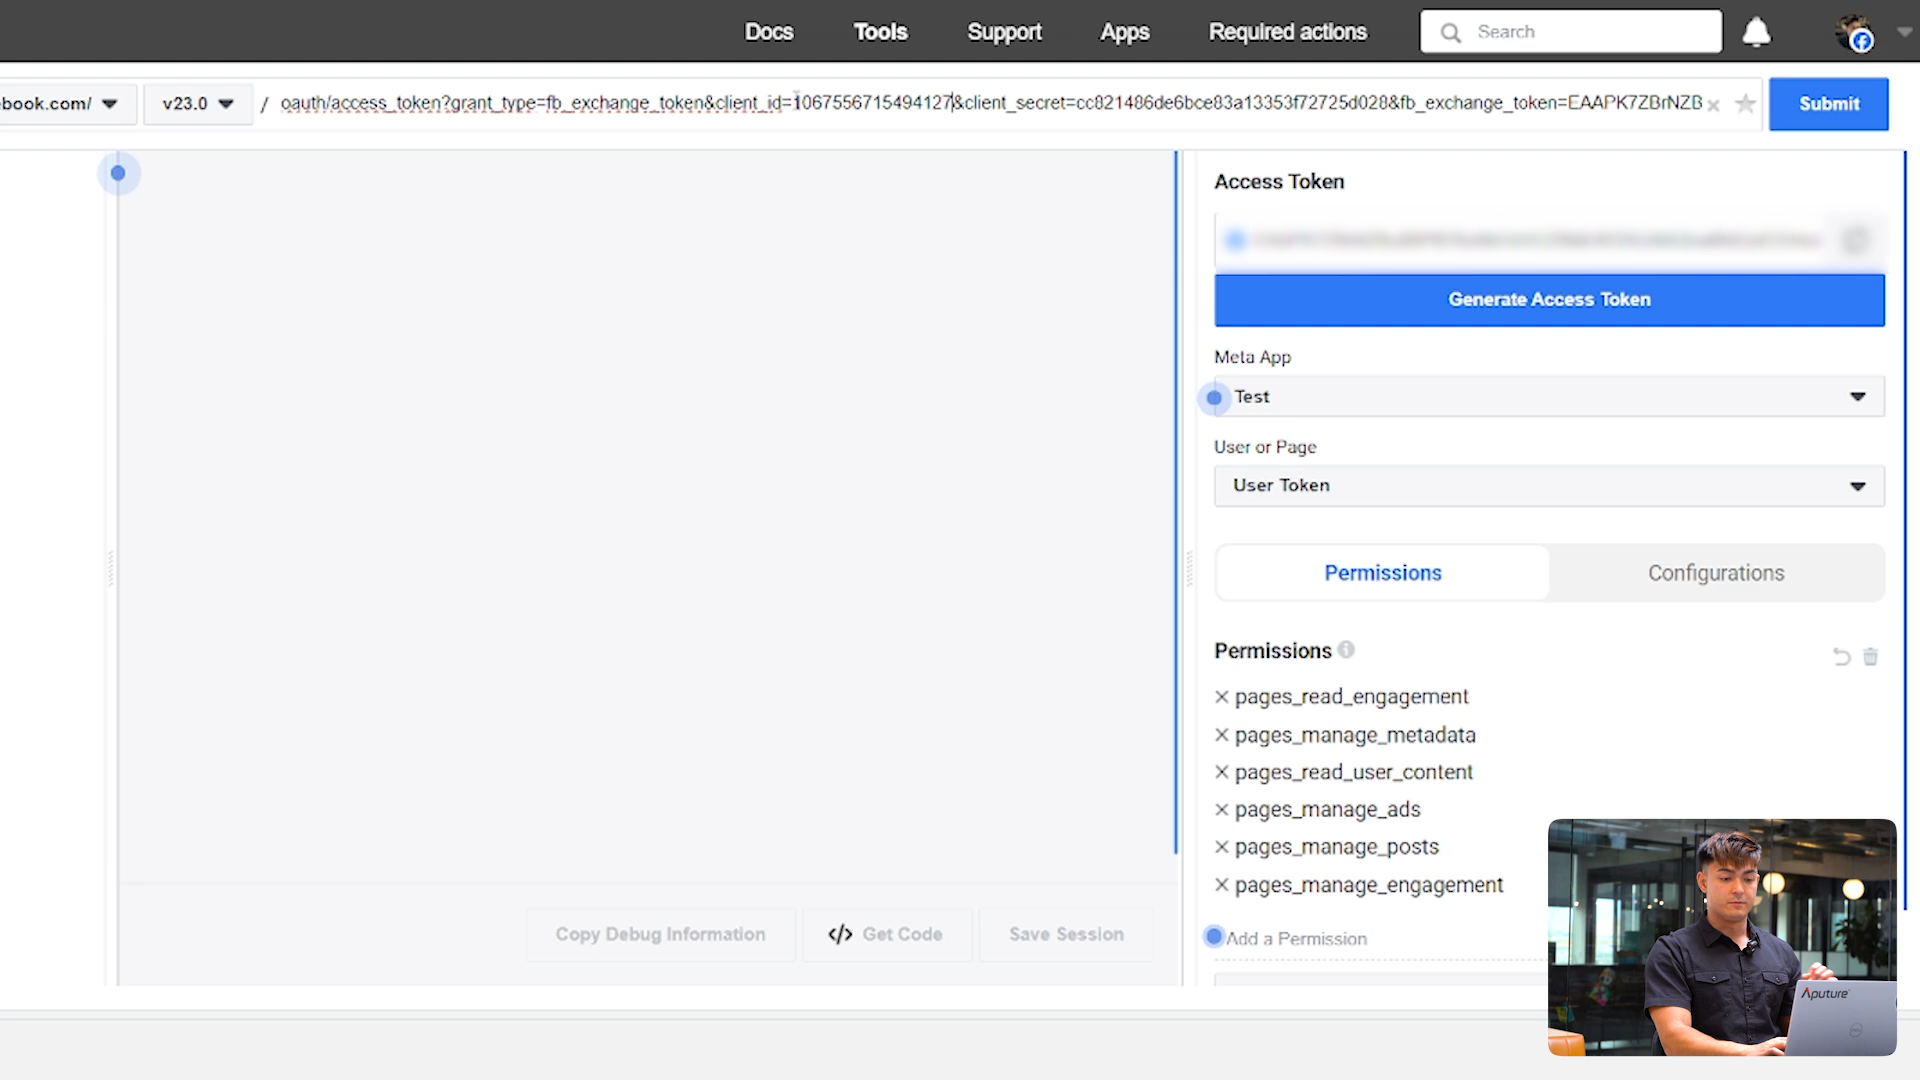 Docs Tools Support Apps Required actions Search
book.com/ v23.0 / oauth/access_token?grant_type=fb_exchange_token&client_id=1067556715494127&client_secret=cc821486de6bce83a13353f72725d028&fb_exchange_token=EAAPK7ZBrNZB Submit
Access Token
Generate Access Token
Meta App
Test
User or Page
User Token
Permissions Configurations
Permissions
pages_read_engagement
pages_manage_metadata
pages_read_user_content
pages_manage_ads
pages_manage_posts
pages_manage_engagement
Copy Debug Information </> Get Code Save Session
Add a Permission
Aputure